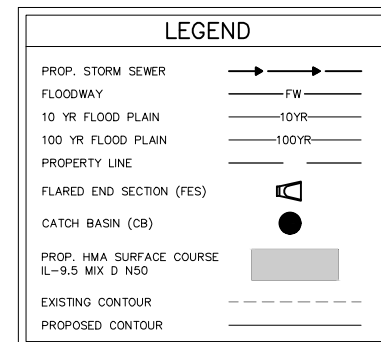 LEGEND
PROP. STORM SEWER
FLOODWAY FW
10 YR FLOOD PLAIN 10YR
100 YR FLOOD PLAIN 100YR
PROPERTY LINE
FLARED END SECTION (FES)
CATCH BASIN (CB)
PROP. HMA SURFACE COURSE
IL-9.5 MIX D N50
EXISTING CONTOUR
PROPOSED CONTOUR